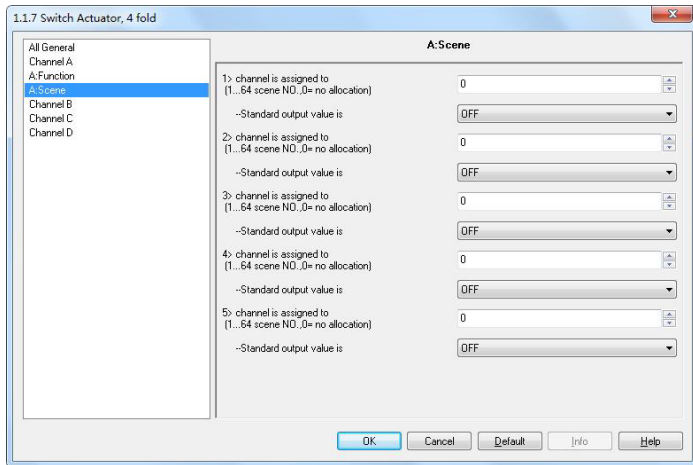 1.1.7 Switch Actuator, 4 fold
All General
Channel A
A:Function
A:Scene
Channel B
Channel C
Channel D
A:Scene
1> channel is assigned to
(1...64 scene NO.,0= no allocation)
0
--Standard output value is
OFF
2> channel is assigned to
(1...64 scene NO.,0= no allocation)
0
--Standard output value is
OFF
3> channel is assigned to
(1...64 scene NO.,0= no allocation)
0
--Standard output value is
OFF
4> channel is assigned to
(1...64 scene NO.,0= no allocation)
0
--Standard output value is
OFF
5> channel is assigned to
(1...64 scene NO.,0= no allocation)
0
--Standard output value is
OFF
OK
Cancel
Default
Info
Help